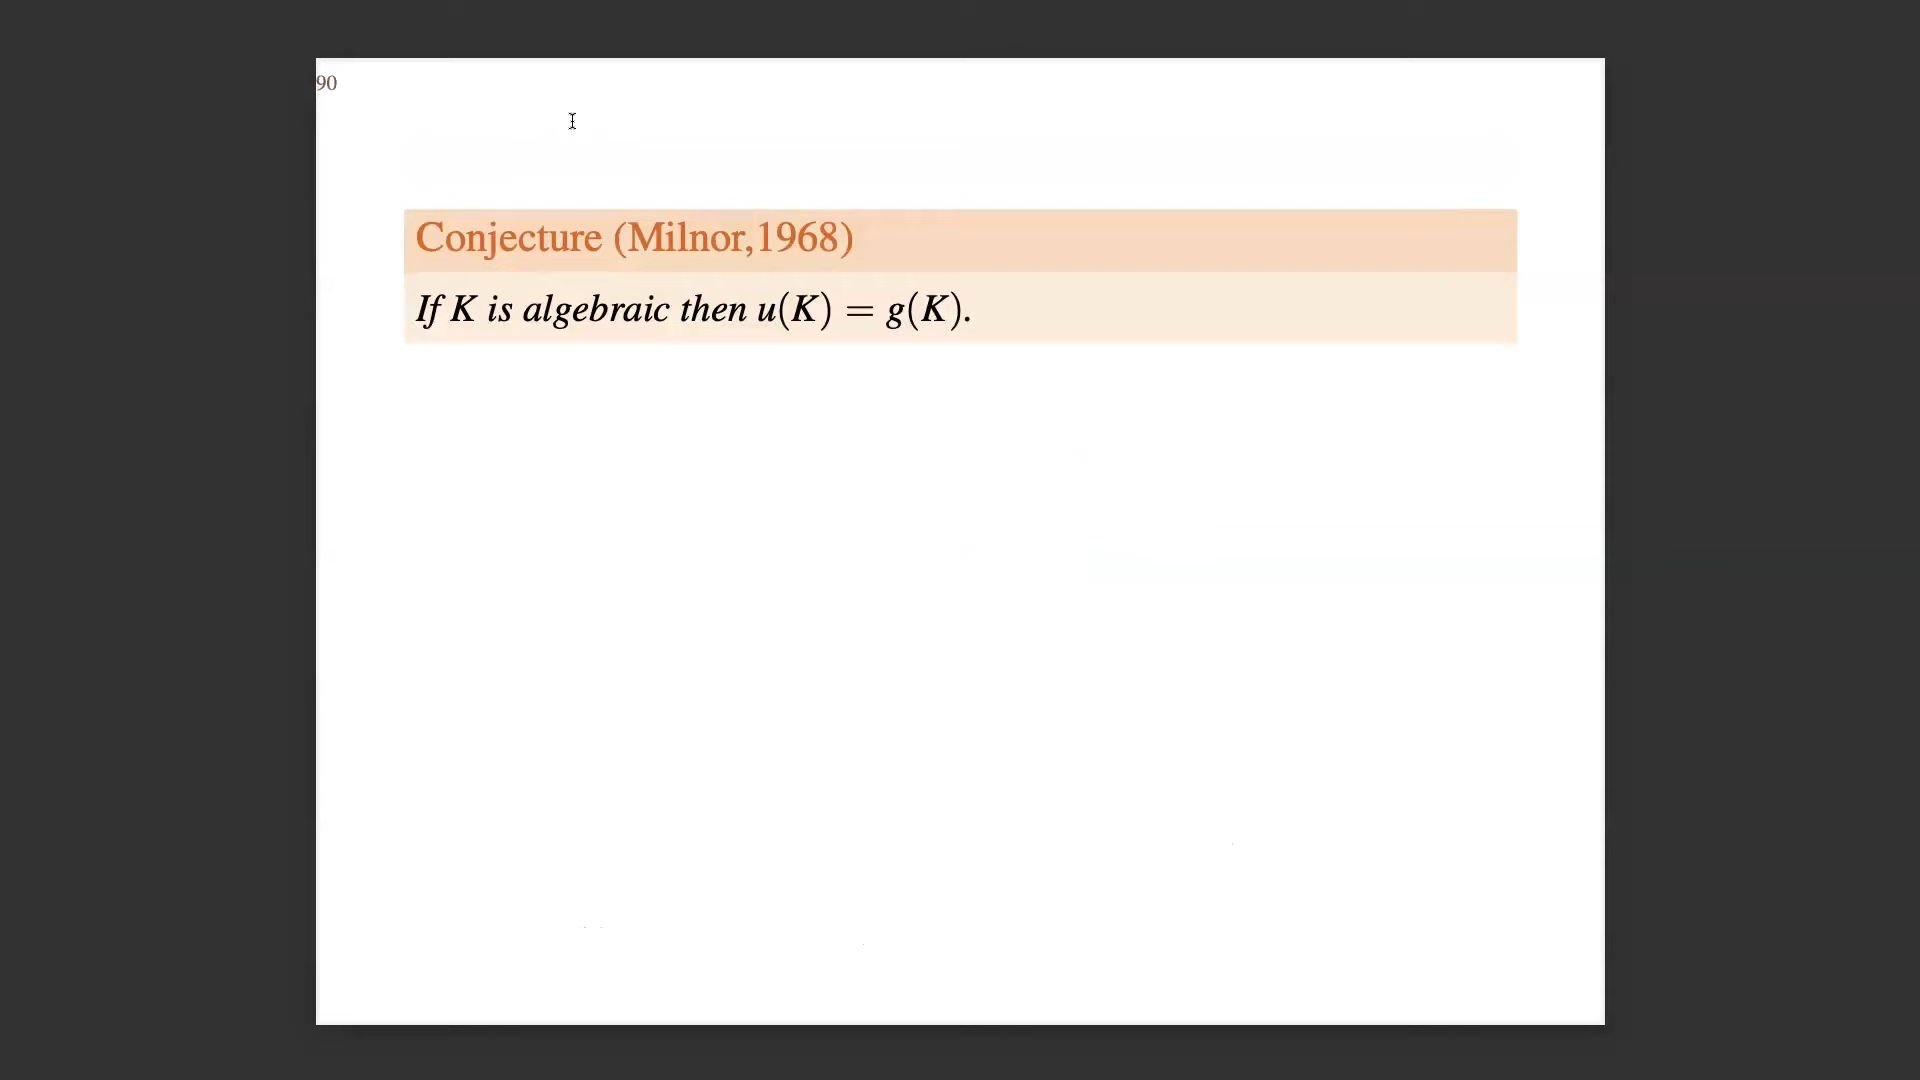 90
Conjecture (Milnor,1968)
If K is algebraic then u(K) = g(K).